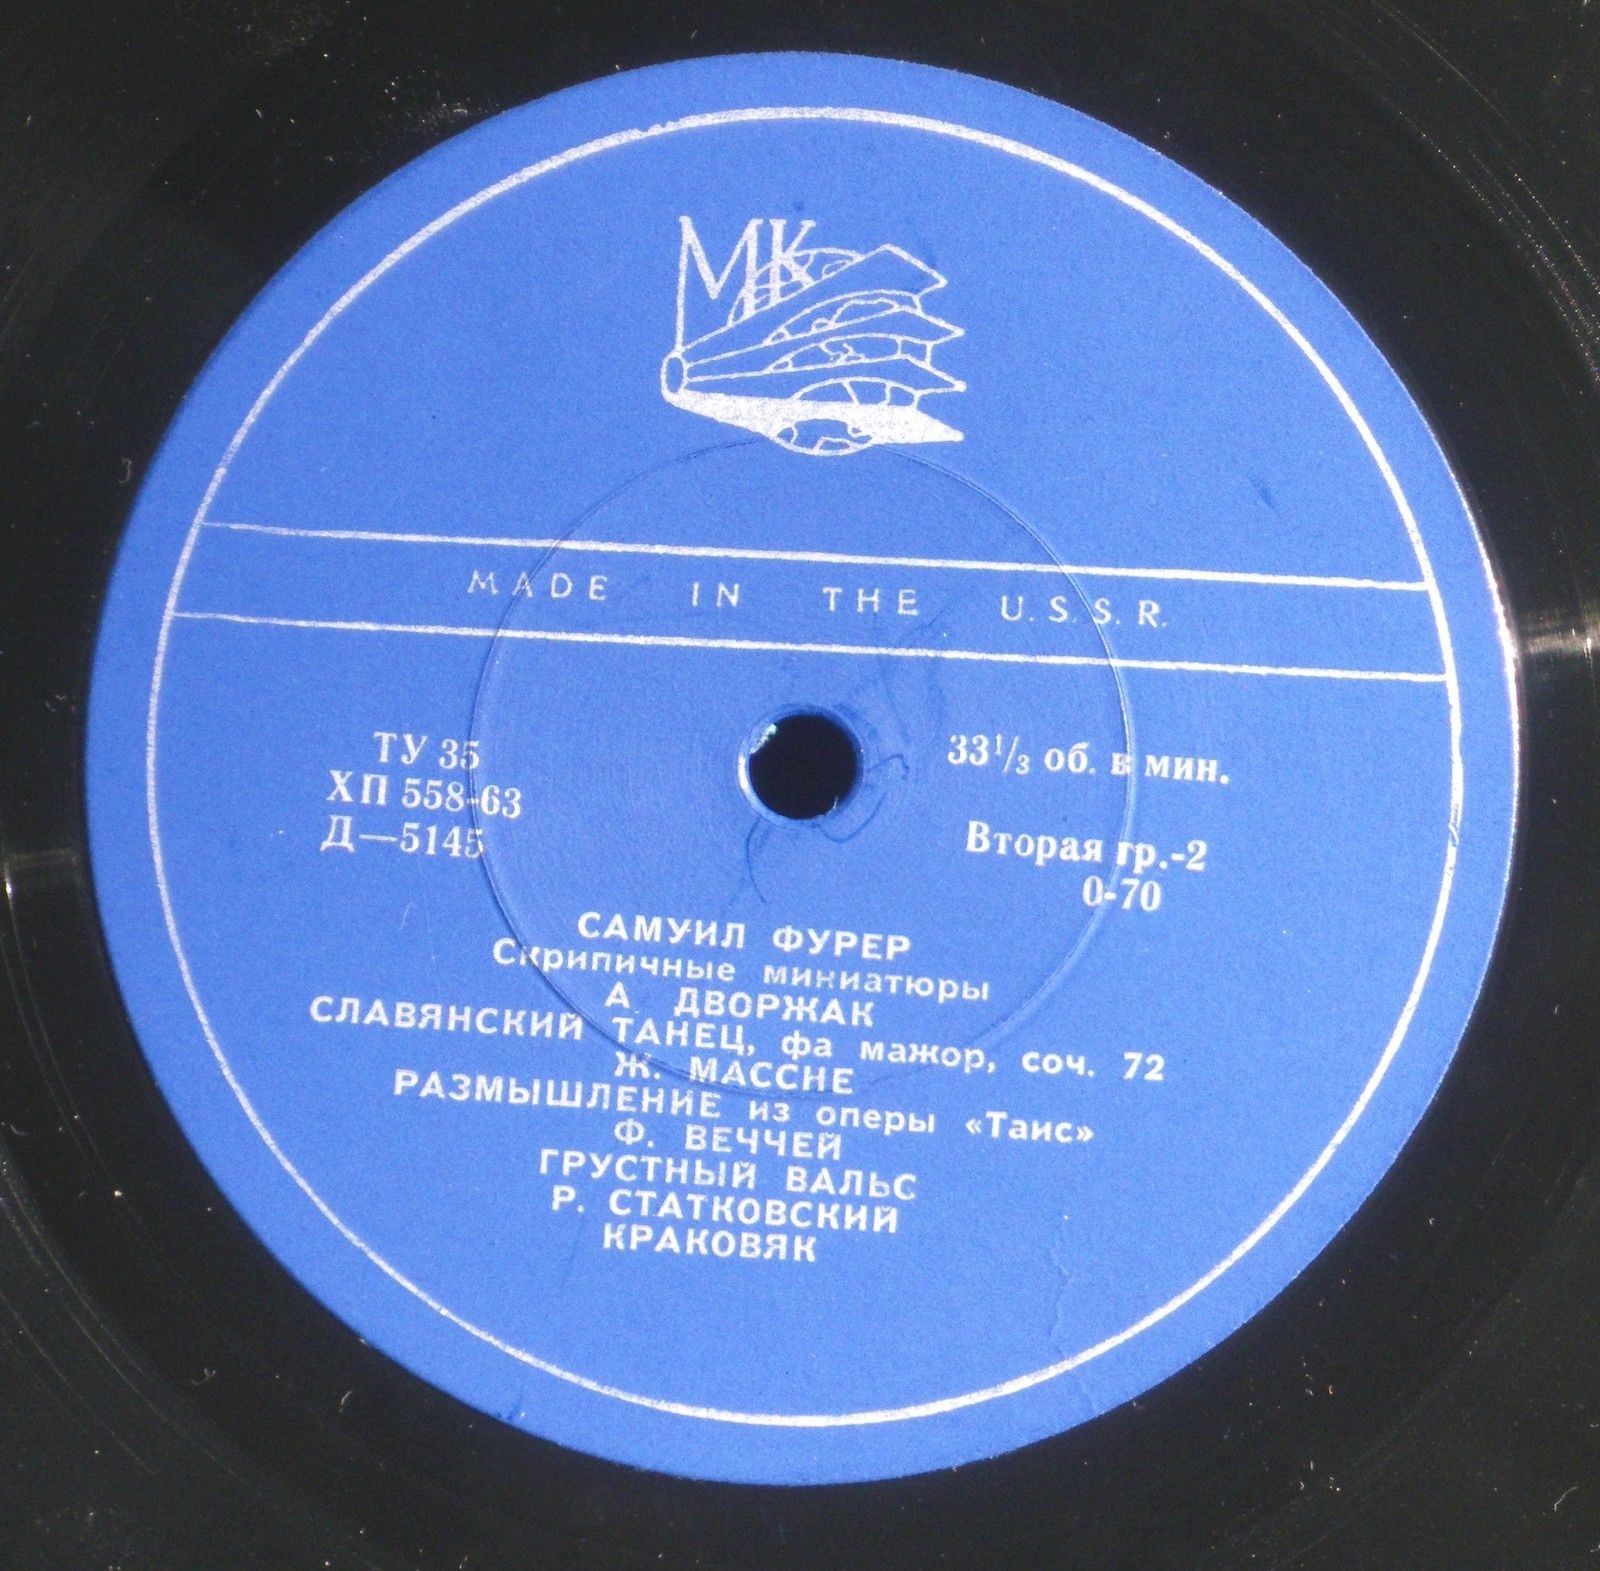 МК
MADE IN THE U.S.S.R.
ТУ 35
ХП 558-63
Д—5145
33⅓ об. в мин.
Вторая гр.-2
0-70
САМУИЛ ФУРЕР
Скрипичные миниатюры
А. ДВОРЖАК
СЛАВЯНСКИЙ ТАНЕЦ, фа мажор, соч. 72
Ж. МАССНЕ
РАЗМЫШЛЕНИЕ из оперы «Таис»
Ф. ВЕЧЧЕЙ
ГРУСТНЫЙ ВАЛЬС
Р. СТАТКОВСКИЙ
КРАКОВЯК